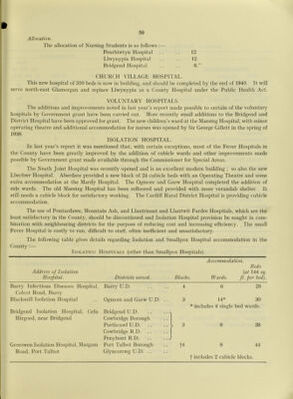 50
Allocation.
The allocation of Nursing Students is so follows :—
Penrhiwtyn Hospital 12
Llwynypia Hospital 12
Bridgend Hospital 8."
CHURCH VILLAGE HOSPITAL.
This new hospital of 350 beds is now in building, and should be completed by the end of 1940. It will
serve north-east Glamorgan and replace Llwynypia as a County Hospital under the Public Health Act.
VOLUNTARY HOSPITALS.
The additions and improvements noted in last year's report made possible to certain of the voluntary
hospitals by Government grant have been carried out. More recently small additions to the Bridgend and
District Hospital have been approved for grant. The new children's ward at the Maesteg Hospital, with minor
operating theatre and additional accommodation for nurses was opened by Sir George Gillett in the spring of
1938.
ISOLATION HOSPITALS.
In last year's report it was mentioned that, with certain exceptions, most of the Fever Hospitals in
the County have been greatly improved by the addition of cubicle wards and other improvements made
possible by Government grant made available through the Commissioner for Special Areas.
The Neath Joint Hospital was recently opened and is an excellent modern building ; so also the new
Llwchwr Hospital. Aberdare provided a new block of 24 cubicle beds with an Operating Theatre and some
extra accommodation at the Hardy Hospital. The Ogmore and Garw Hospital completed the addition of
side wards. The old Maesteg Hospital has been softened and provided with more verandah shelter. It
still needs a cubicle block for satisfactory working. The Cardiff Rural District Hospital is providing cubicle
accommodation.
The use of Pontardawe, Mountain Ash, and Llantrisant and Llantwit Fardre Hospitals, which are the
least satisfactory in the County, should be discontinued and Isolation Hospital provision be sought in com-
bination with neighbouring districts for the purpose of reducing cost and increasing efficiency. The small
Fever Hospital is costly to run, difficult to staff, often inefficient and unsatisfactory.
The following table gives details regarding Isolation and Smallpox Hospital accommodation in the
County :—
Isolation Hospitals (other than Smallpox Hospitals).
Accommodation.
Address of Isolation Hospital. Districts served. Blocks. Wards. Beds (at 144 sq. ft. per bed).
Barry Infectious Diseases Hospital, Colcot Road, Barry Barry U.D. 4 6 29
Blackmill Isolation Hospital Ogmore and Garw U.D. 3 14* 30
* includes 4 single bed wards.
Bridgend Isolation Hospital, Cefn Hirgoed, near Bridgend
Bridgend U.D.
Cowbridge Borough
Porthcawl U.D. 3 8 38
Cowbridge R.D.
Penybont R.D.
Groeswen Isolation Hospital, Margam Road, Port Talbot Port Talbot Borough †4 8 44
Glyncorrwg U.D.
† includes 2 cubicle blocks.